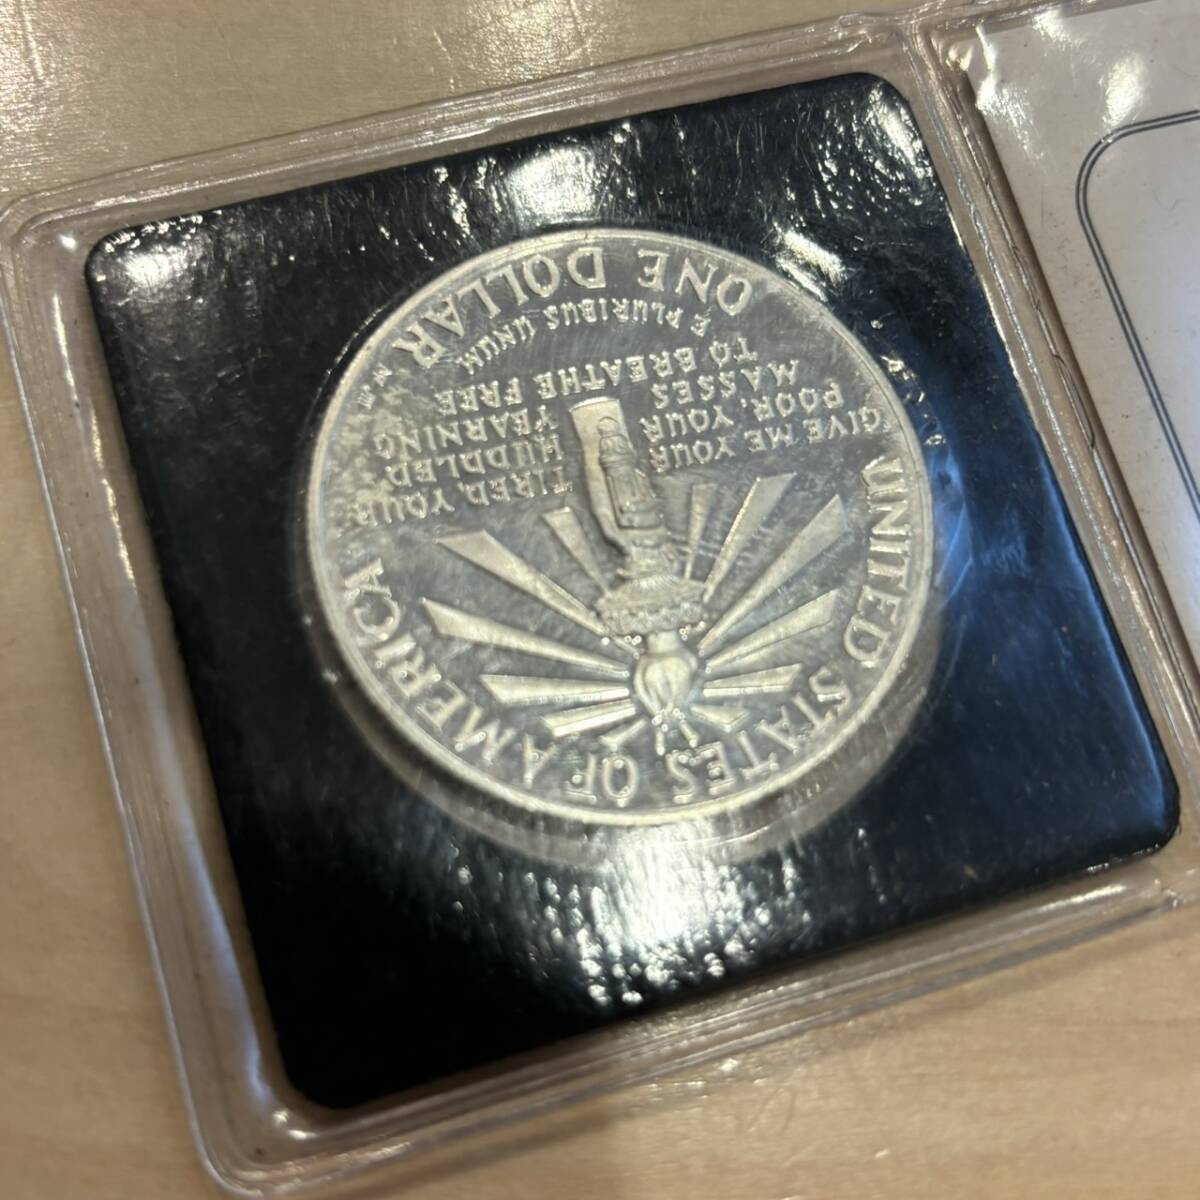 UNITED STATES OF AMERICA
GIVE ME YOUR TIRED, YOUR
POOR, YOUR HUDDLED
MASSES YEARNING
TO BREATHE FREE
E PLURIBUS UNUM
ONE DOLLAR